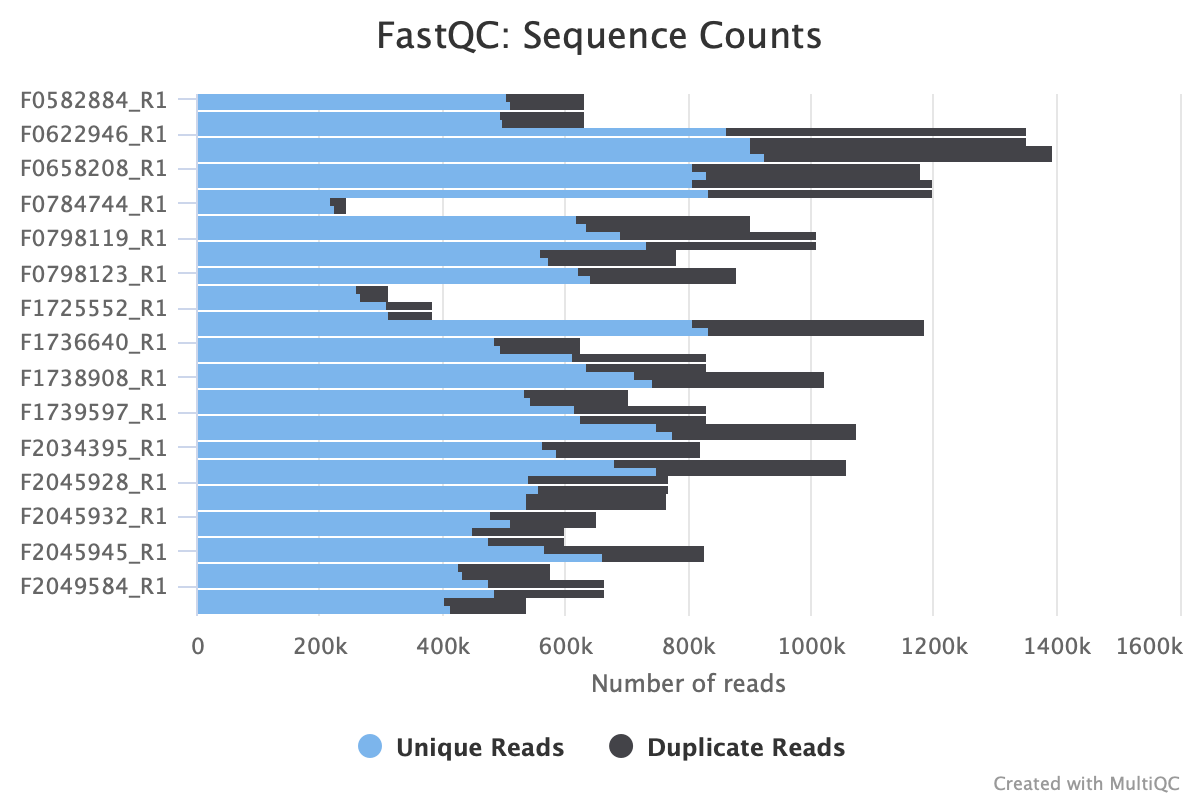 FastQC: Sequence Counts
F0582884_R1
F0622946_R1
F0658208_R1
F0784744_R1
F0798119_R1
F0798123_R1
F1725552_R1
F1736640_R1
F1738908_R1
F1739597_R1
F2034395_R1
F2045928_R1
F2045932_R1
F2045945_R1
F2049584_R1
0 200k 400k 600k 800k 1000k 1200k 1400k 1600k
Number of reads
Unique Reads Duplicate Reads
Created with MultiQC